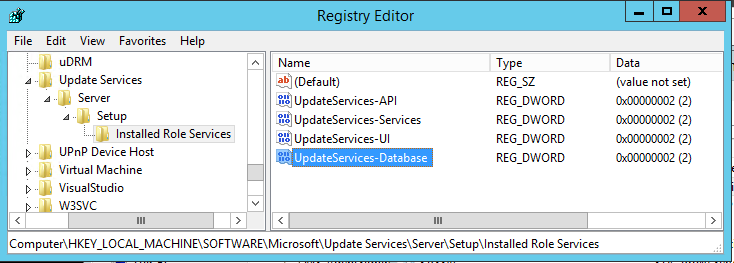 Registry Editor
File Edit View Favorites Help
uDRM
Update Services
Server
Setup
Installed Role Services
UPnP Device Host
Virtual Machine
VisualStudio
W3SVC
Name Type Data
ab (Default) REG_SZ (value not set)
UpdateServices-API REG_DWORD 0x00000002 (2)
UpdateServices-Services REG_DWORD 0x00000002 (2)
UpdateServices-UI REG_DWORD 0x00000002 (2)
UpdateServices-Database REG_DWORD 0x00000002 (2)
Computer\HKEY_LOCAL_MACHINE\SOFTWARE\Microsoft\Update Services\Server\Setup\Installed Role Services